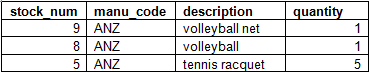 stock_num manu_code description quantity
9 ANZ volleyball net 1
8 ANZ volleyball 1
5 ANZ tennis racquet 5